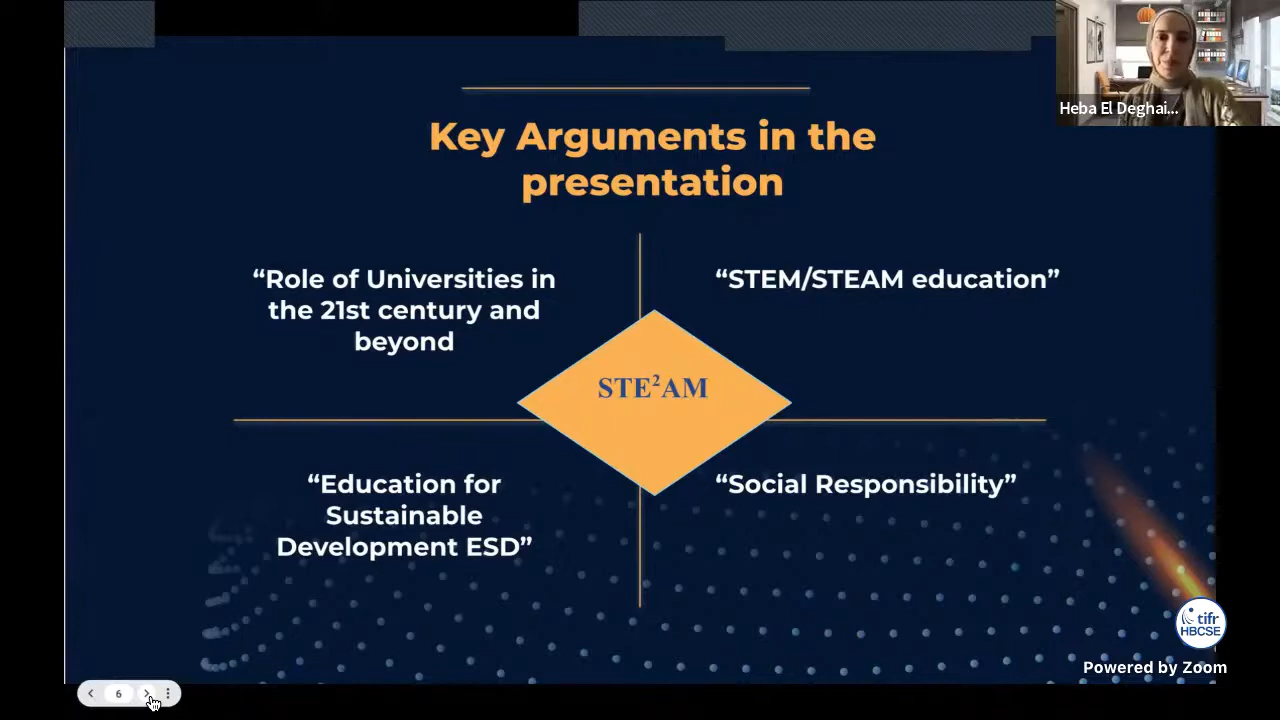 Heba El Deghai...
Key Arguments in the
presentation
“Role of Universities in
the 21st century and
beyond
“STEM/STEAM education”
STE²AM
“Education for
Sustainable
Development ESD”
“Social Responsibility”
tifr
HBCSE
Powered by Zoom
6